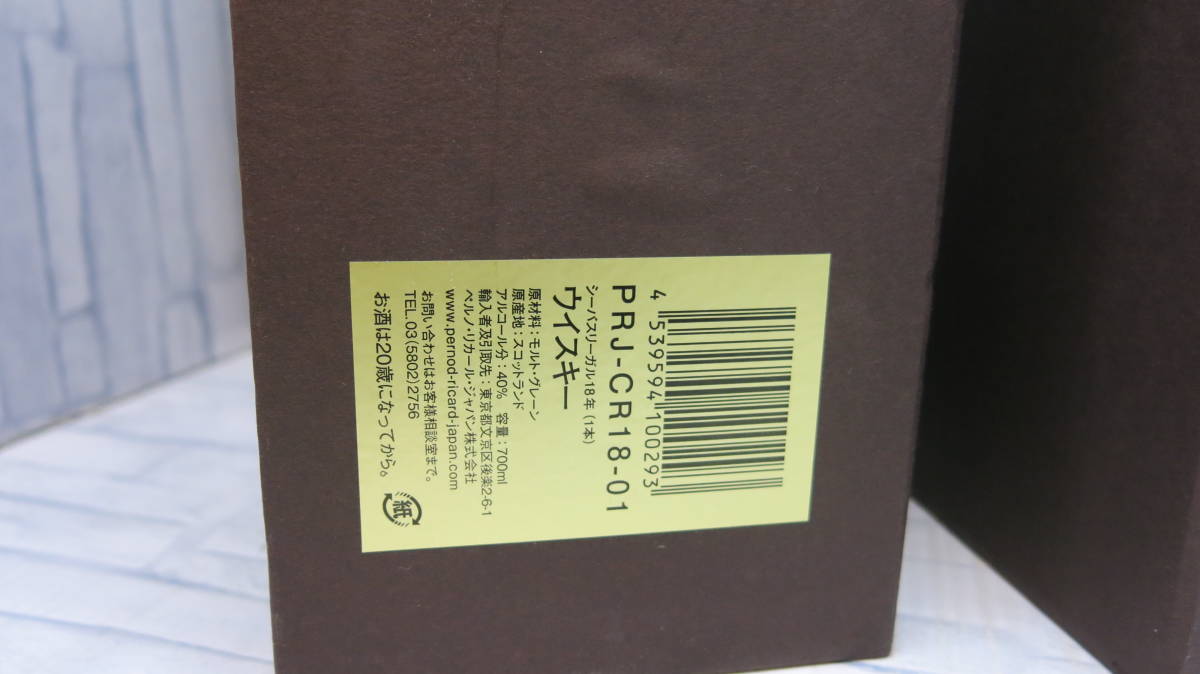 4 539594 100293
PRJ-CR18-01
シーバスリーガル18年 (1本)
ウイスキー
原材料：モルト・グレーン
原産地：スコットランド
アルコール分：40% 容量：700ml
輸入者及引取先：東京都文京区後楽2-6-1
ペルノ・リカール・ジャパン株式会社
www.pernod-ricard-japan.com
お問い合わせはお客様相談室まで。
TEL.03(5802)2756
お酒は20歳になってから。
紙